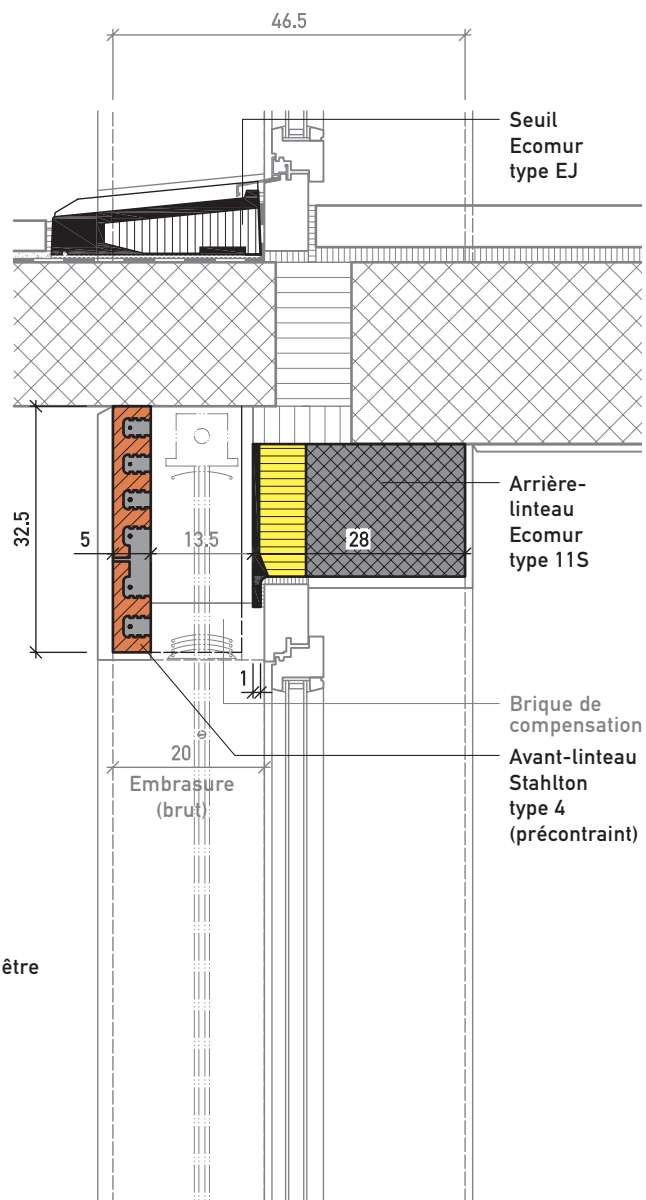 46.5
Seuil
Ecomur
type EJ
32.5
5
13.5
28
Arrière-
linteau
Ecomur
type 11S
1
Brique de
compensation
20
Embrasure
(brut)
Avant-linteau
Stahlton
type 4
(précontraint)
être